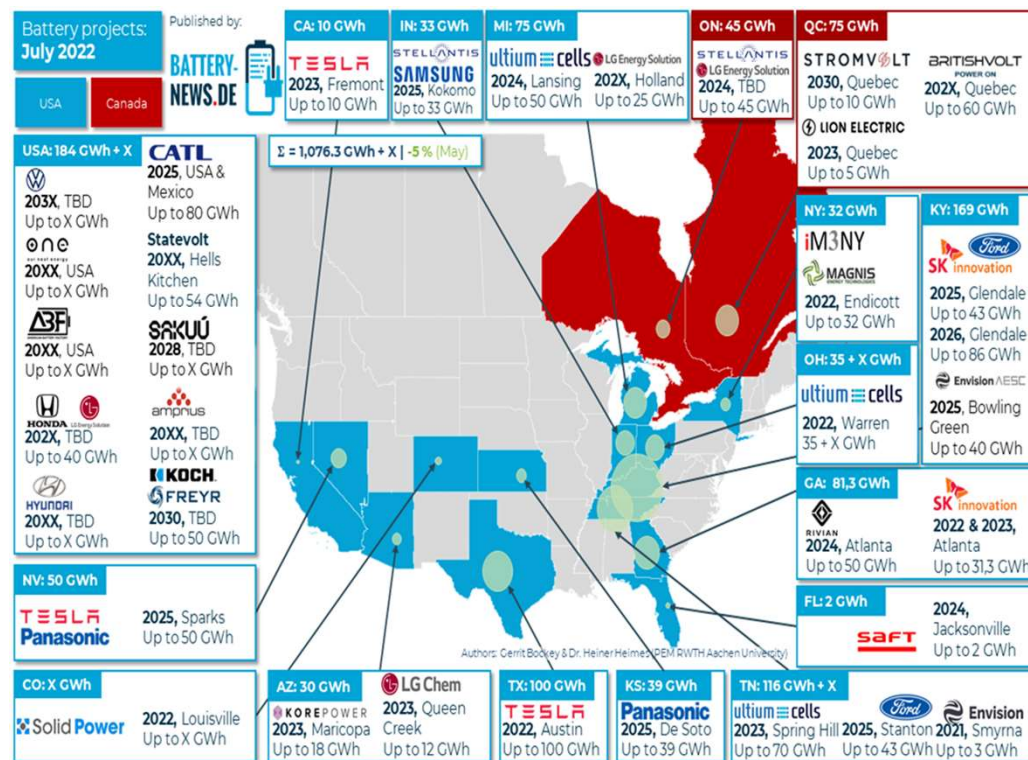 Battery projects:
July 2022
USA
Canada
Published by:
BATTERY-
NEWS.DE
CA: 10 GWh
TESLA
2023, Fremont
Up to 10 GWh
IN: 33 GWh
STELLANTIS
SAMSUNG
2025, Kokomo
Up to 33 GWh
MI: 75 GWh
ultium cells
2024, Lansing
Up to 50 GWh
LG Energy Solution
202X, Holland
Up to 25 GWh
ON: 45 GWh
STELLANTIS
LG Energy Solution
2024, TBD
Up to 45 GWh
QC: 75 GWh
STROMVOLT
2030, Quebec
Up to 10 GWh
LION ELECTRIC
2023, Quebec
Up to 5 GWh
BRITISHVOLT
POWER ON
202X, Quebec
Up to 60 GWh
Σ = 1,076.3 GWh + X | -5 % (May)
USA: 184 GWh + X
203X, TBD
Up to X GWh
one
our next energy
20XX, USA
Up to X GWh
ABF
20XX, USA
Up to X GWh
HONDA LG Energy Solution
202X, TBD
Up to 40 GWh
HYUNDAI
20XX, TBD
Up to X GWh
CATL
2025, USA &
Mexico
Up to 80 GWh
Statevolt
20XX, Hells
Kitchen
Up to 54 GWh
SAKUÚ
2028, TBD
Up to X GWh
amprius
20XX, TBD
Up to X GWh
KOCH
FREYR
2030, TBD
Up to 50 GWh
NY: 32 GWh
iM3NY
MAGNIS
ENERGY TECHNOLOGIES
2022, Endicott
Up to 32 GWh
KY: 169 GWh
Ford
SK innovation
2025, Glendale
Up to 43 GWh
2026, Glendale
Up to 86 GWh
Envision AESC
2025, Bowling
Green
Up to 40 GWh
OH: 35 + X GWh
ultium cells
2022, Warren
35 + X GWh
GA: 81,3 GWh
RIVIAN
2024, Atlanta
Up to 50 GWh
SK innovation
2022 & 2023,
Atlanta
Up to 31,3 GWh
FL: 2 GWh
saft
2024,
Jacksonville
Up to 2 GWh
NV: 50 GWh
TESLA
Panasonic
2025, Sparks
Up to 50 GWh
Authors: Gerrit Bockey & Dr. Heiner Heimes (PEM RWTH Aachen University)
CO: X GWh
Solid Power
2022, Louisville
Up to X GWh
AZ: 30 GWh
KOREPOWER
2023, Maricopa
Up to 18 GWh
LG Chem
2023, Queen
Creek
Up to 12 GWh
TX: 100 GWh
TESLA
2022, Austin
Up to 100 GWh
KS: 39 GWh
Panasonic
2025, De Soto
Up to 39 GWh
TN: 116 GWh + X
ultium cells
2023, Spring Hill
Up to 70 GWh
Ford
2025, Stanton
Up to 43 GWh
Envision
2021, Smyrna
Up to 3 GWh